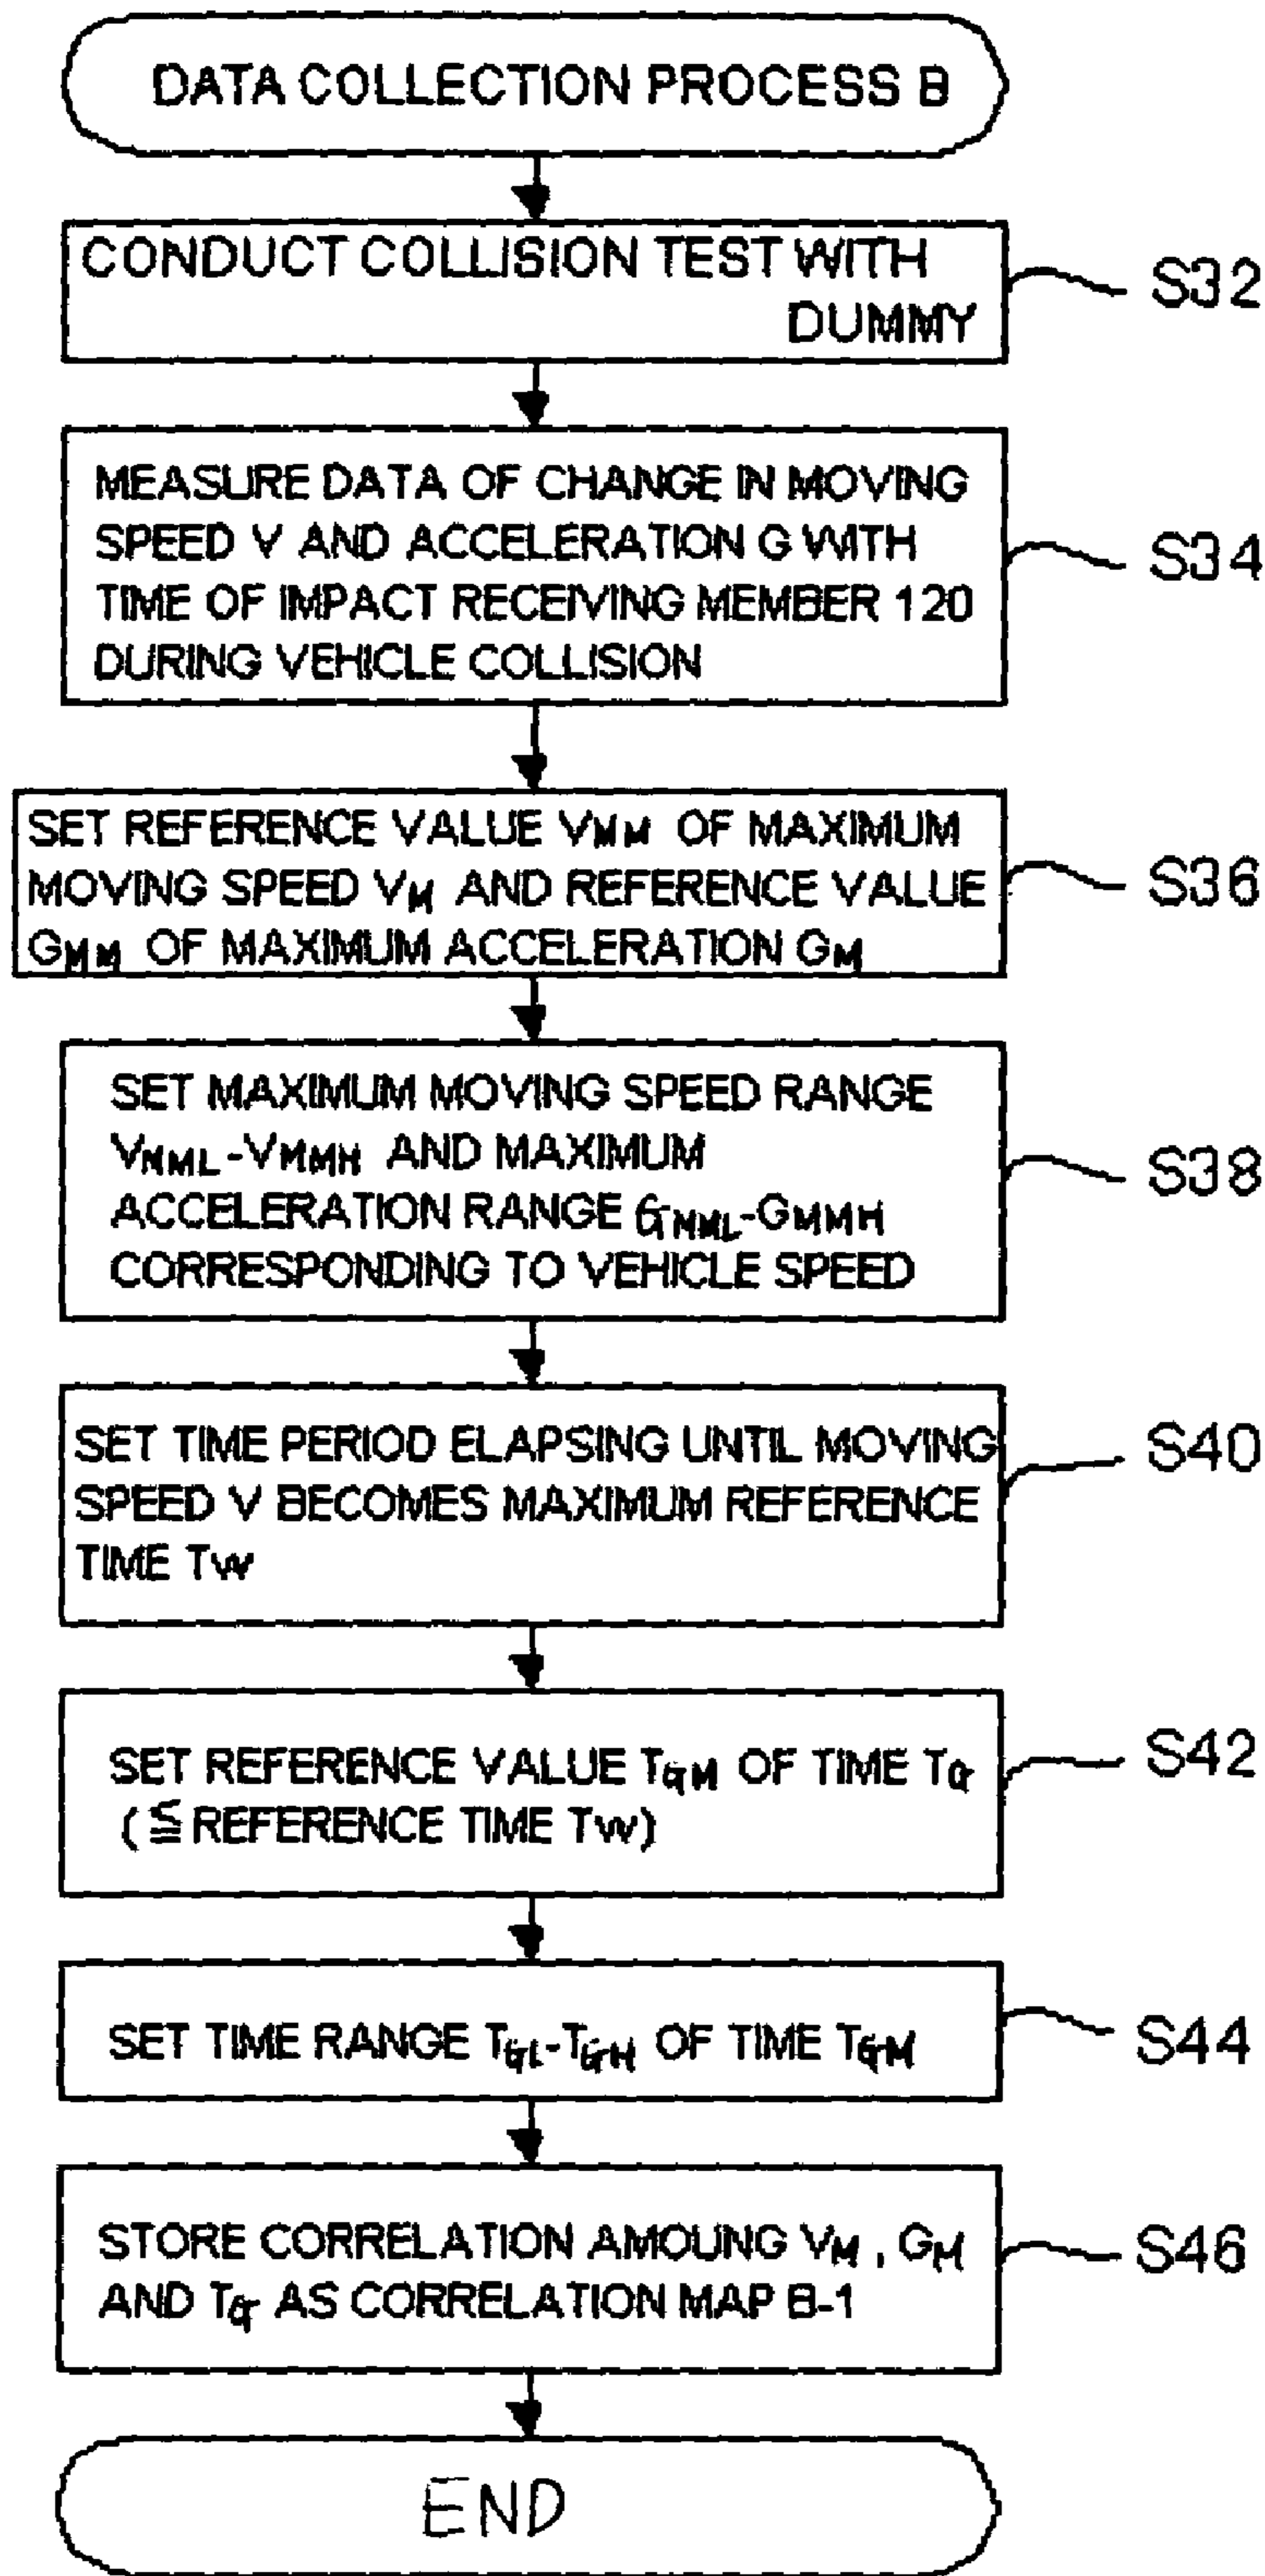 DATA COLLECTION PROCESS B
CONDUCT COLLISION TEST WITH
DUMMY
S32
MEASURE DATA OF CHANGE IN MOVING
SPEED V AND ACCELERATION G WITH
TIME OF IMPACT RECEIVING MEMBER 120
DURING VEHICLE COLLISION
S34
SET REFERENCE VALUE VMM OF MAXIMUM
MOVING SPEED VM AND REFERENCE VALUE
GMM OF MAXIMUM ACCELERATION GM
S36
SET MAXIMUM MOVING SPEED RANGE
VMML-VMMH AND MAXIMUM
ACCELERATION RANGE GMML-GMMH
CORRESPONDING TO VEHICLE SPEED
S38
SET TIME PERIOD ELAPSING UNTIL MOVING
SPEED V BECOMES MAXIMUM REFERENCE
TIME TW
S40
SET REFERENCE VALUE TGM OF TIME TG
(≦REFERENCE TIME TW)
S42
SET TIME RANGE TGL-TGH OF TIME TGM
S44
STORE CORRELATION AMOUNG VM, GM
AND TG AS CORRELATION MAP B-1
S46
END